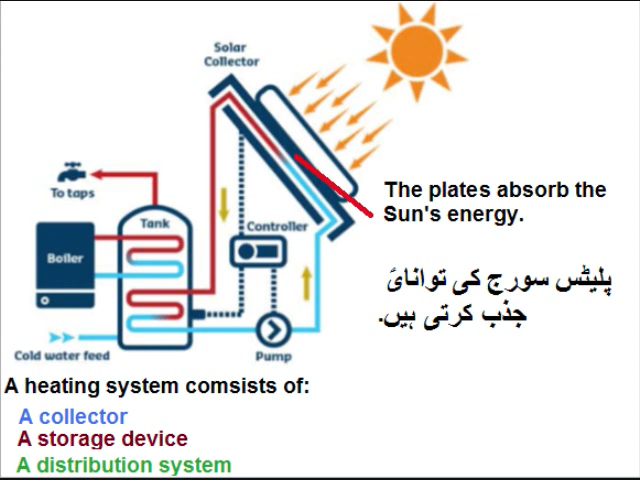 Solar
Collector
To taps
Tank
Boiler
Controller
Cold water feed
Pump
The plates absorb the
Sun's energy.
پلیٹس سورج کی توانائ
جذب کرتی ہیں.
A heating system comsists of:
A collector
A storage device
A distribution system